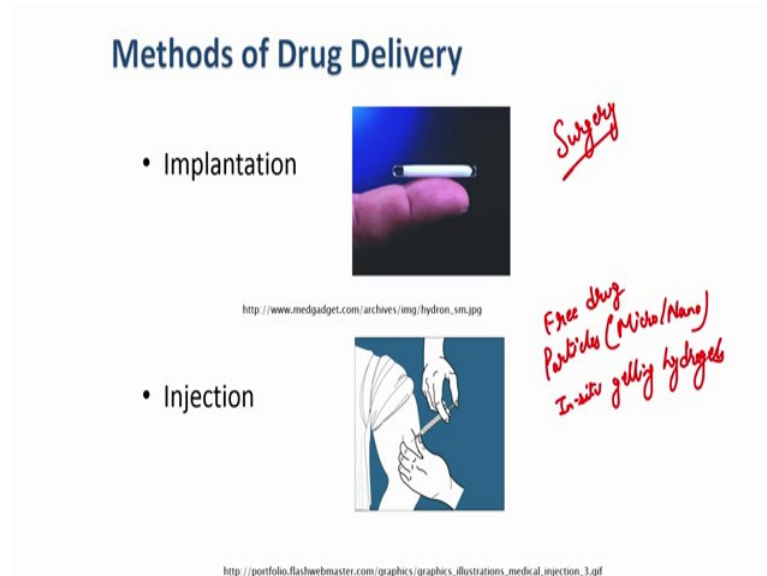 Methods of Drug Delivery
• Implantation
Surgery
http://www.medgadget.com/archives/img/hydron_sm.jpg
Free drug
Particles (Micro/Nano)
In-situ gelling hydrogels
• Injection
http://portfolio.flashwebmaster.com/graphics/graphics_illustrations_medical_injection_3.gif